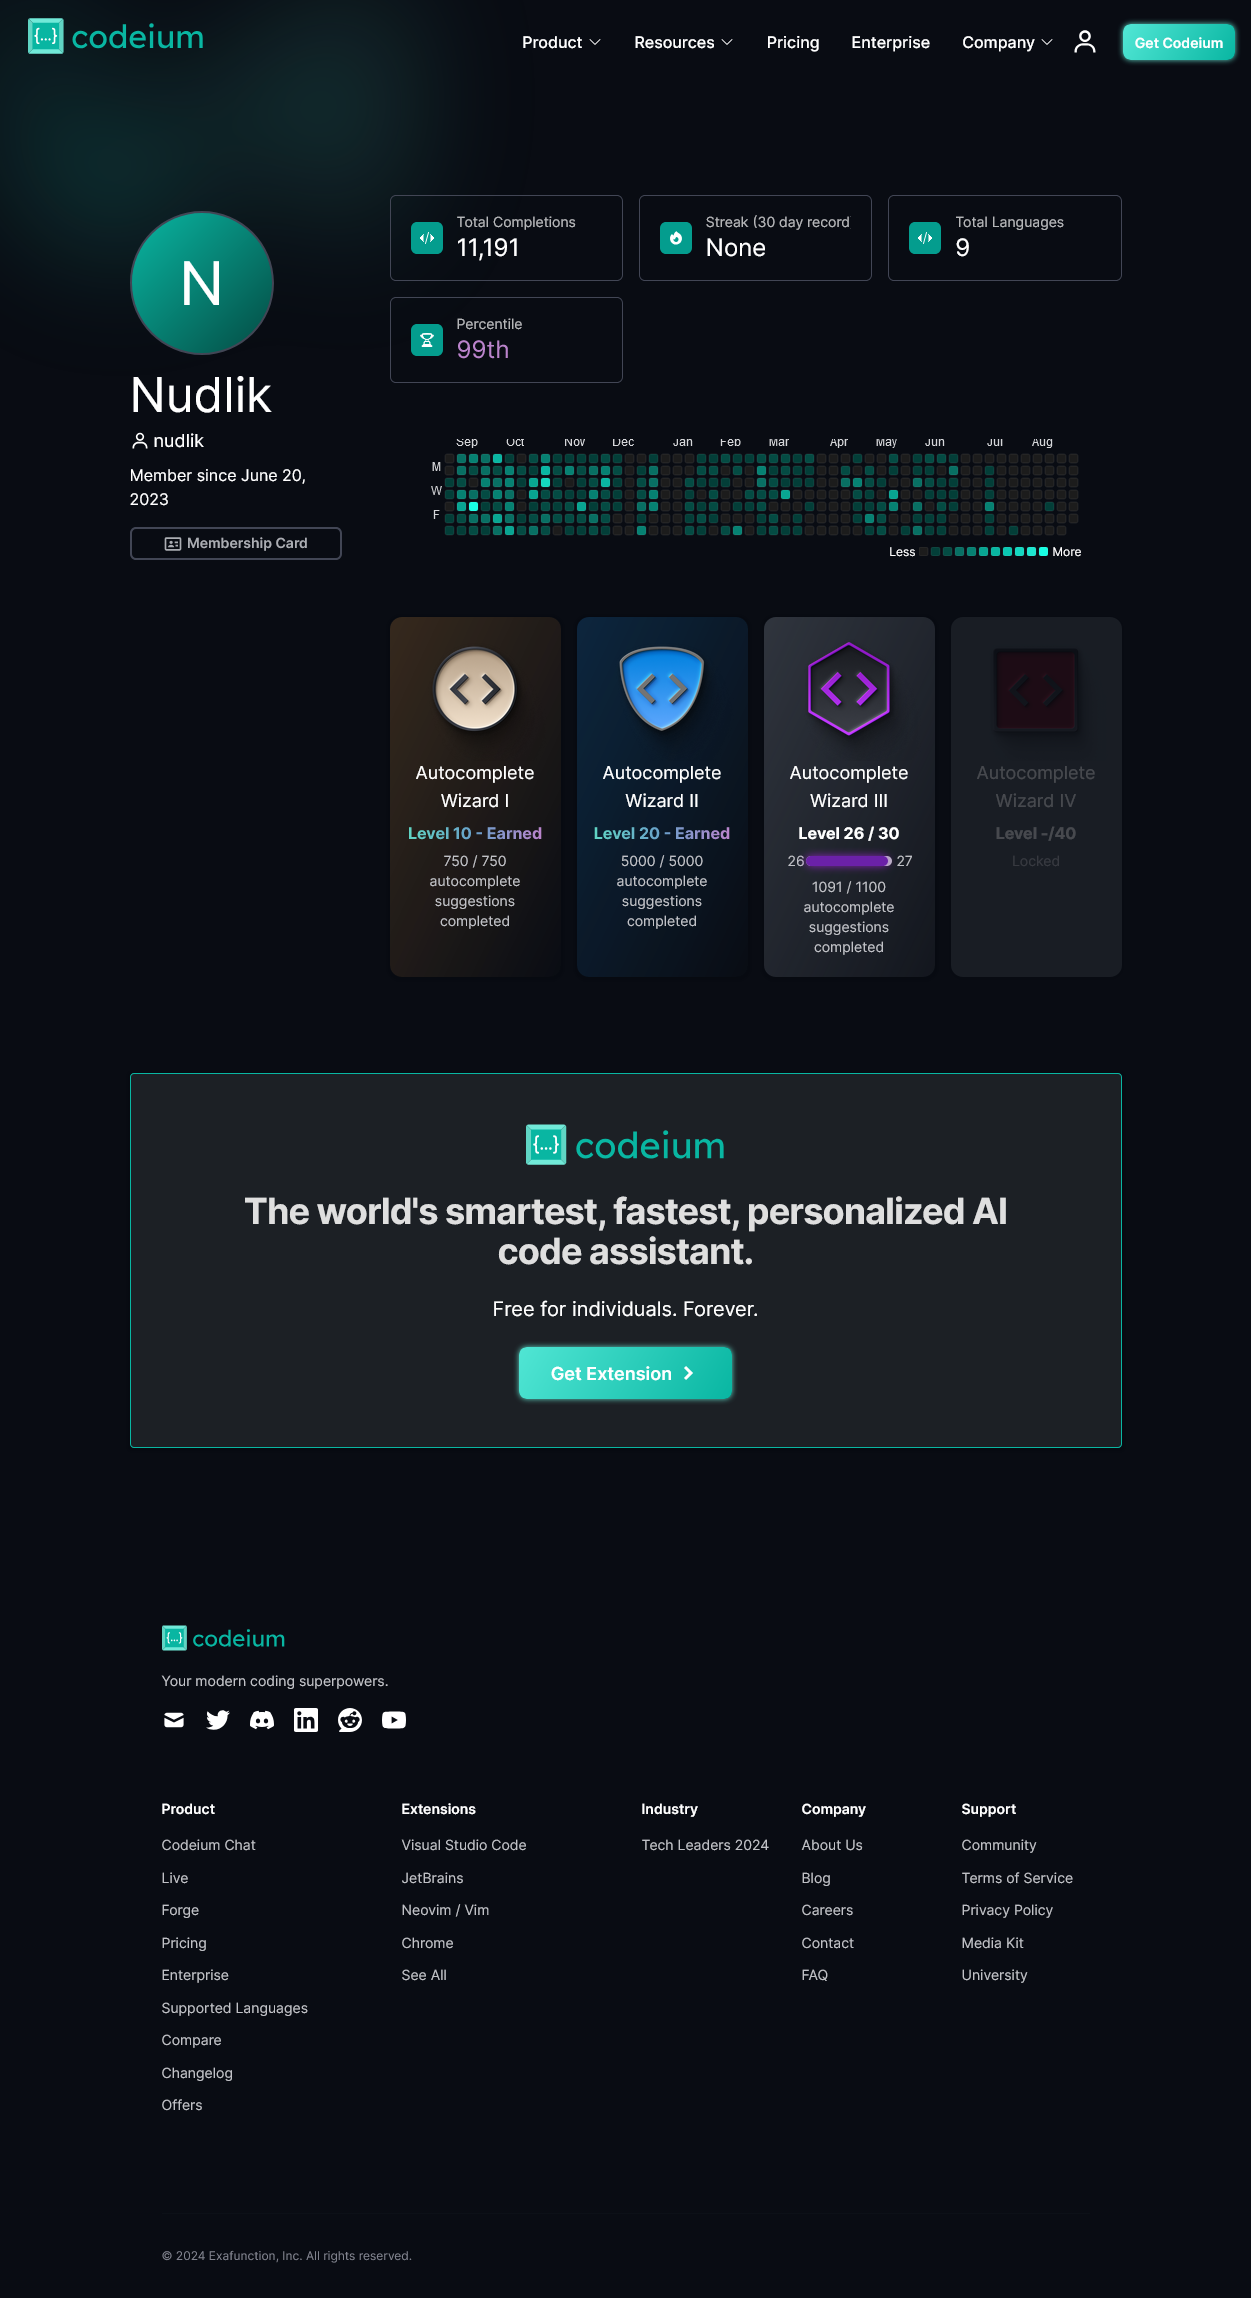 {...} codeium
Product
Resources
Pricing
Enterprise
Company
Get Codeium
N
Nudlik
nudlik
Member since June 20,
2023
Membership Card
Total Completions
11,191
Streak (30 day record
None
Total Languages
9
Percentile
99th
Sep Oct Nov Dec Jan Feb Mar Apr May Jun Jul Aug
M
W
F
Less More
Autocomplete
Wizard I
Level 10 - Earned
750 / 750
autocomplete
suggestions
completed
Autocomplete
Wizard II
Level 20 - Earned
5000 / 5000
autocomplete
suggestions
completed
Autocomplete
Wizard III
Level 26 / 30
26 27
1091 / 1100
autocomplete
suggestions
completed
Autocomplete
Wizard IV
Level -/40
Locked
{...} codeium
The world's smartest, fastest, personalized AI
code assistant.
Free for individuals. Forever.
Get Extension
{...} codeium
Your modern coding superpowers.
Product
Codeium Chat
Live
Forge
Pricing
Enterprise
Supported Languages
Compare
Changelog
Offers
Extensions
Visual Studio Code
JetBrains
Neovim / Vim
Chrome
See All
Industry
Tech Leaders 2024
Company
About Us
Blog
Careers
Contact
FAQ
Support
Community
Terms of Service
Privacy Policy
Media Kit
University
© 2024 Exafunction, Inc. All rights reserved.